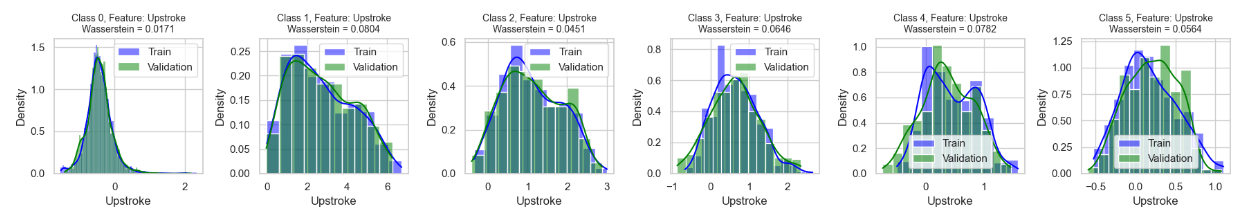 Class 0, Feature: Upstroke
Wasserstein = 0.0171
Density
1.5
1.0
0.5
0.0
0
2
Upstroke
Train
Validation
Class 1, Feature: Upstroke
Wasserstein = 0.0804
Density
0.25
0.20
0.15
0.10
0.05
0.00
0
2
4
6
Upstroke
Train
Validation
Class 2, Feature: Upstroke
Wasserstein = 0.0451
Density
0.6
0.4
0.2
0.0
0
1
2
3
Upstroke
Train
Validation
Class 3, Feature: Upstroke
Wasserstein = 0.0646
Density
0.8
0.6
0.4
0.2
0.0
−1
0
1
2
Upstroke
Train
Validation
Class 4, Feature: Upstroke
Wasserstein = 0.0782
Density
1.0
0.8
0.6
0.4
0.2
0.0
0
1
Upstroke
Train
Validation
Class 5, Feature: Upstroke
Wasserstein = 0.0564
Density
1.25
1.00
0.75
0.50
0.25
0.00
−0.5
0.0
0.5
1.0
Upstroke
Train
Validation